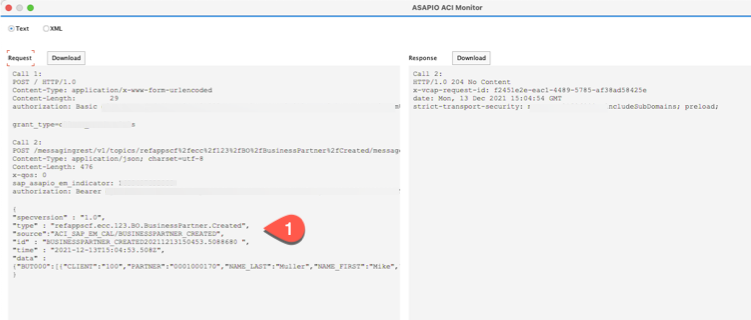 ASAPIO ACI Monitor
Text XML
Request Download
Call 1:
POST / HTTP/1.0
Content-Type: application/x-www-form-urlencoded
Content-Length: 29
authorization: Basic
Call 2:
POST /messagingrest/v1/topics/refappscf%2fecc%2f123%2fBO%2fBusinessPartner%2fCreated/message
Content-Type: application/json; charset=utf-8
Content-Length: 476
x-qos: 0
sap_asapio_em_indicator:
authorization: Bearer
{
"specversion" : "1.0",
"type" : "refappscf.ecc.123.BO.BusinessPartner.Created",
"source":"ACI_SAP_EM_CAL/BUSINESSPARTNER_CREATED",
"id" : "BUSINESSPARTNER_CREATED20211213150453.5088680 ",
"time" : "2021-12-13T15:04:53.508Z",
"data" :
{"BUT000":[{"CLIENT":"100","PARTNER":"0001000170","NAME_LAST":"Muller","NAME_FIRST":"Mike",
}
1
Response Download
Call 2:
HTTP/1.0 204 No Content
x-vcap-request-id: f2451e2e-eac1-4489-5785-af38ad58425e
date: Mon, 13 Dec 2021 15:04:54 GMT
strict-transport-security: ncludeSubDomains; preload;